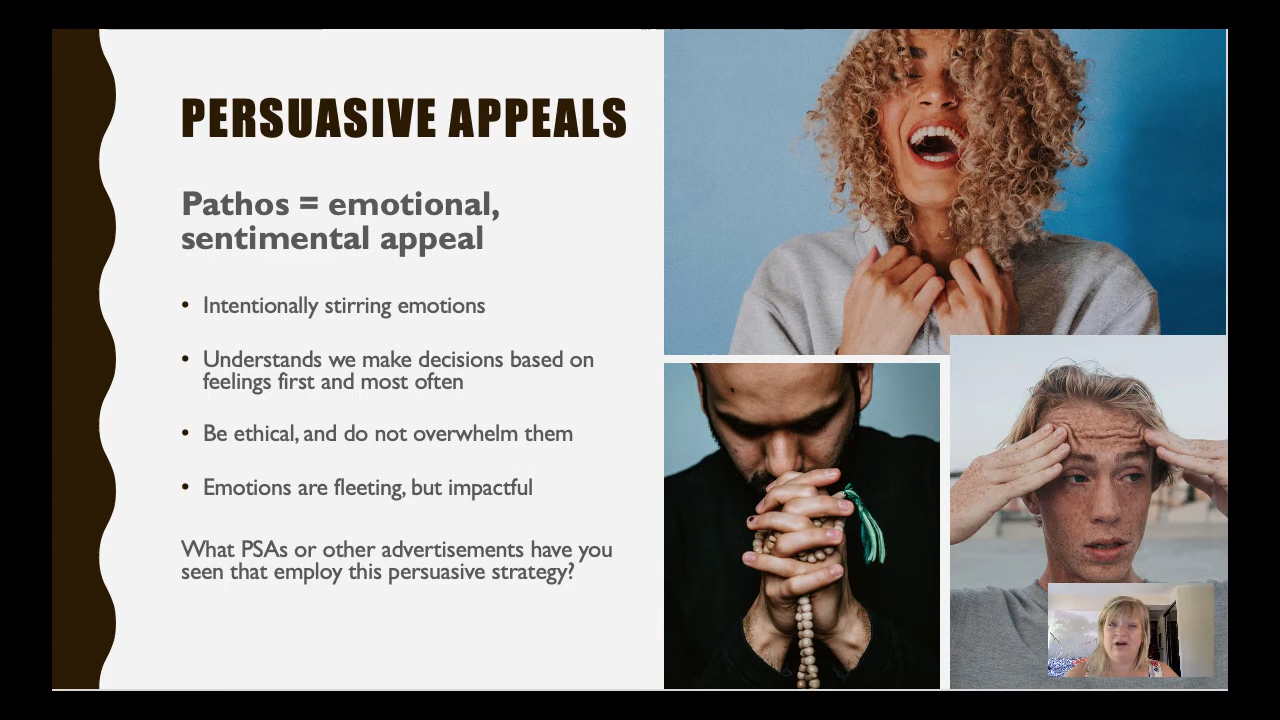 PERSUASIVE APPEALS
Pathos = emotional,
sentimental appeal
• Intentionally stirring emotions
• Understands we make decisions based on
feelings first and most often
• Be ethical, and do not overwhelm them
• Emotions are fleeting, but impactful
What PSAs or other advertisements have you
seen that employ this persuasive strategy?